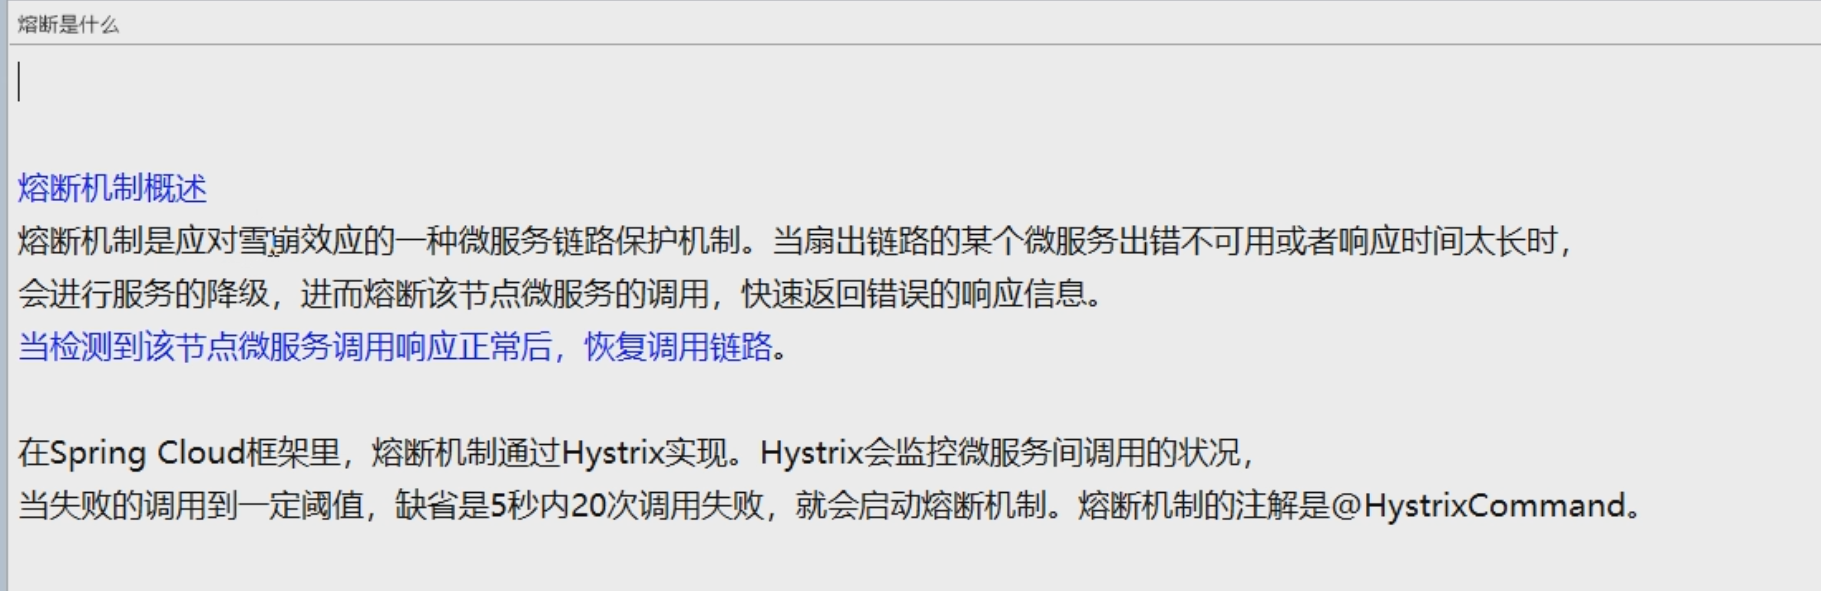 熔断是什么
熔断机制概述
熔断机制是应对雪崩效应的一种微服务链路保护机制。当扇出链路的某个微服务出错不可用或者响应时间太长时，
会进行服务的降级，进而熔断该节点微服务的调用，快速返回错误的响应信息。
当检测到该节点微服务调用响应正常后，恢复调用链路。
在Spring Cloud框架里，熔断机制通过Hystrix实现。Hystrix会监控微服务间调用的状况，
当失败的调用到一定阈值，缺省是5秒内20次调用失败，就会启动熔断机制。熔断机制的注解是@HystrixCommand。